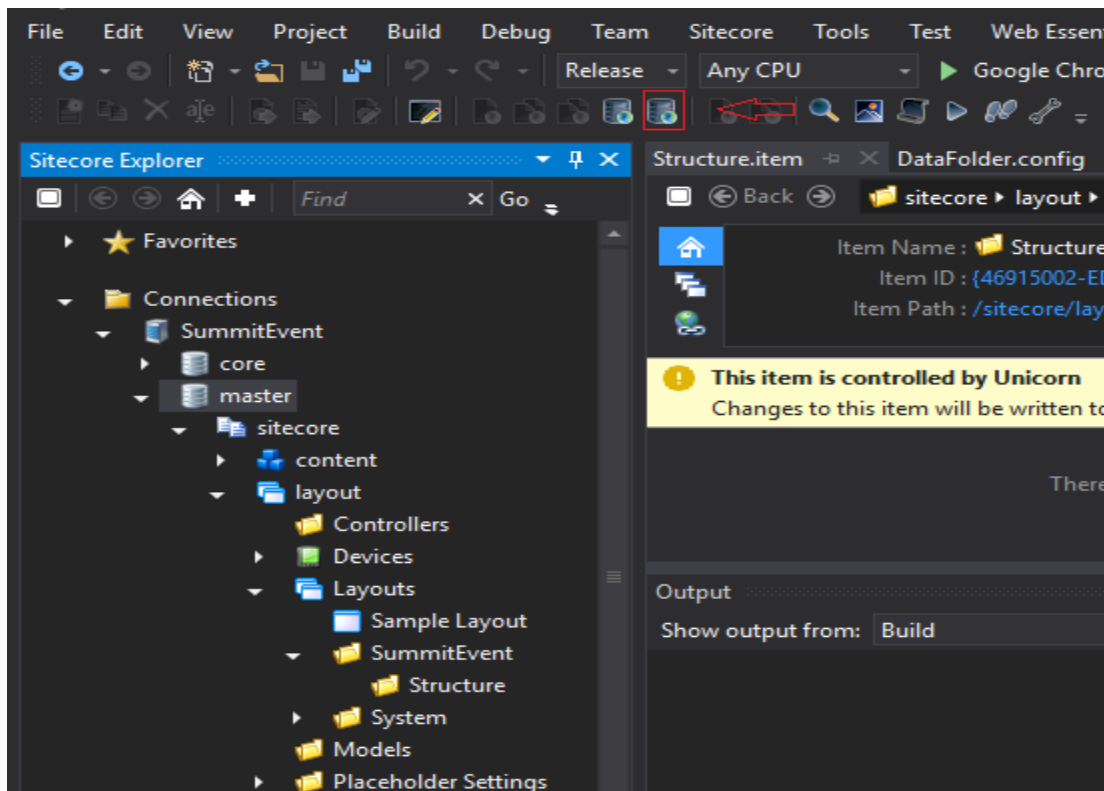 File Edit View Project Build Debug Team Sitecore Tools Test Web Essen
Release Any CPU Google Chro
Sitecore Explorer
Find Go
Favorites
Connections
SummitEvent
core
master
sitecore
content
layout
Controllers
Devices
Layouts
Sample Layout
SummitEvent
Structure
System
Models
Placeholder Settings
Structure.item DataFolder.config
Back sitecore layout
Item Name : Structure
Item ID : {46915002-E
Item Path : /sitecore/lay
This item is controlled by Unicorn
Changes to this item will be written to
There
Output
Show output from: Build